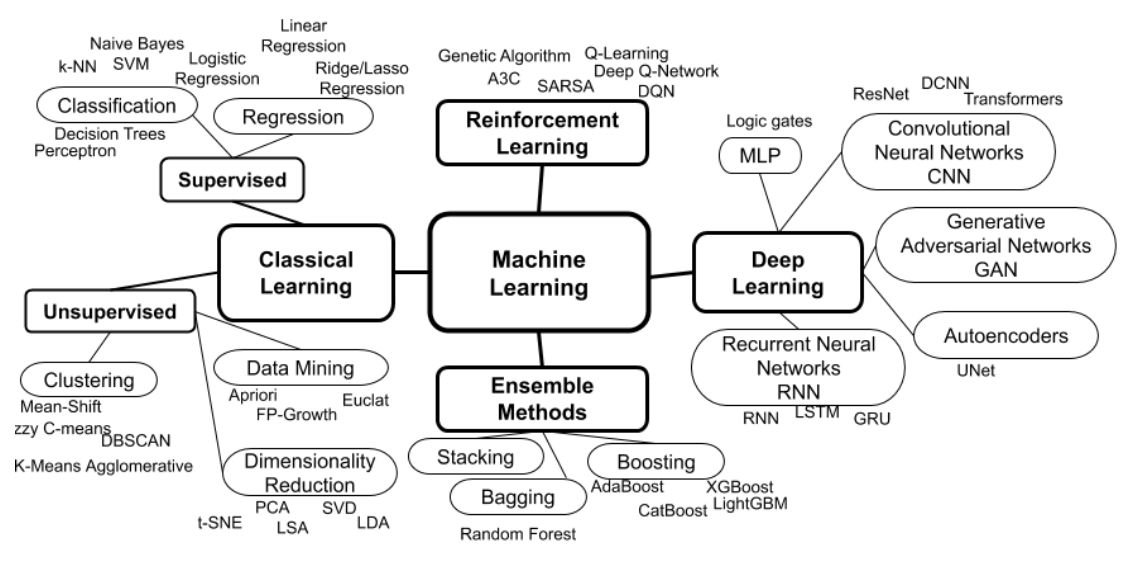 Linear
Regression
Naive Bayes
k-NN
SVM
Logistic
Regression
Ridge/Lasso
Regression
Classification
Regression
Decision Trees
Perceptron
Supervised
Genetic Algorithm
Q-Learning
A3C
SARSA
Deep Q-Network
DQN
Reinforcement
Learning
Logic gates
MLP
ResNet
DCNN
Transformers
Convolutional
Neural Networks
CNN
Classical
Learning
Machine
Learning
Deep
Learning
Generative
Adversarial Networks
GAN
Autoencoders
UNet
Recurrent Neural
Networks
RNN
RNN
LSTM
GRU
Unsupervised
Clustering
Mean-Shift
zzy C-means
DBSCAN
K-Means Agglomerative
Data Mining
Apriori
FP-Growth
Euclat
Dimensionality
Reduction
t-SNE
PCA
LSA
SVD
LDA
Ensemble
Methods
Stacking
Bagging
Random Forest
Boosting
AdaBoost
XGBoost
CatBoost
LightGBM